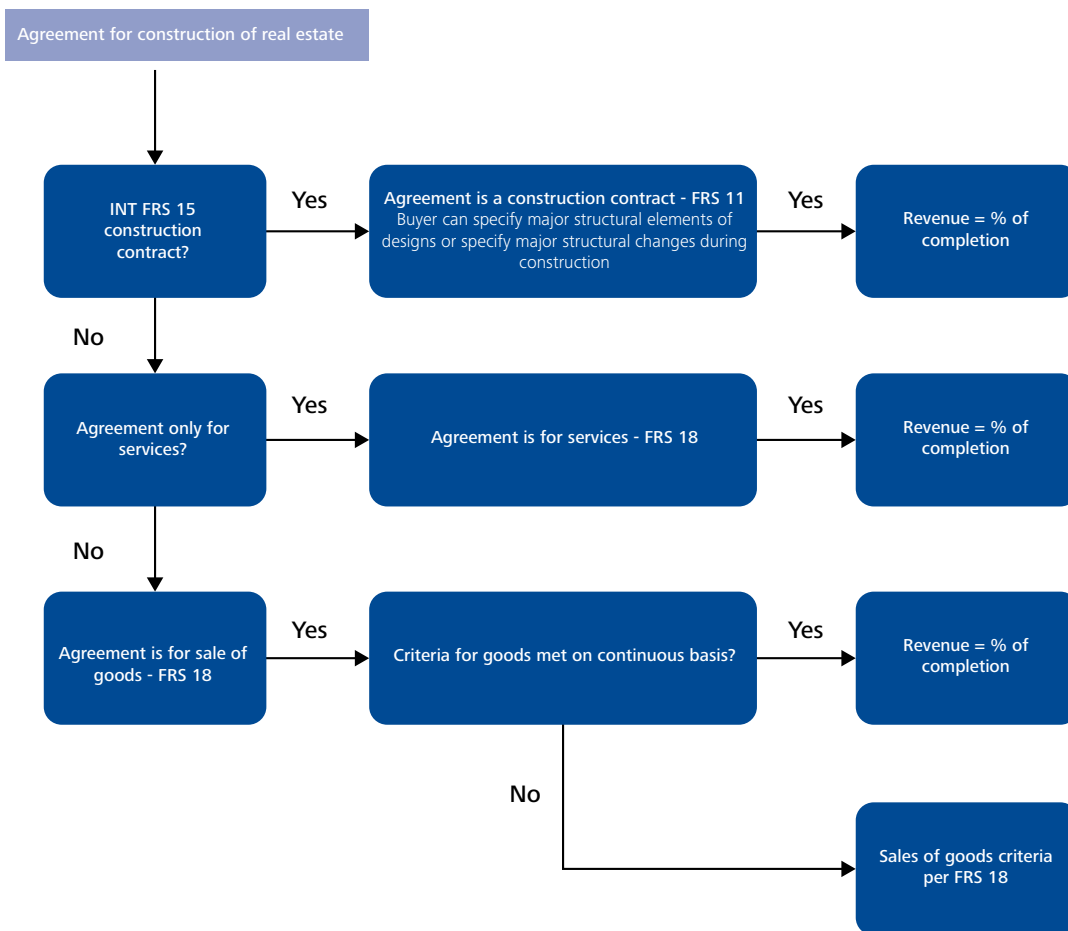 Agreement for construction of real estate
INT FRS 15
construction
contract?
Yes
Agreement is a construction contract - FRS 11
Buyer can specify major structural elements of
designs or specify major structural changes during
construction
Yes
Revenue = % of
completion
No
Agreement only for
services?
Yes
Agreement is for services - FRS 18
Yes
Revenue = % of
completion
No
Agreement is for sale of
goods - FRS 18
Yes
Criteria for goods met on continuous basis?
Yes
Revenue = % of
completion
No
Sales of goods criteria
per FRS 18